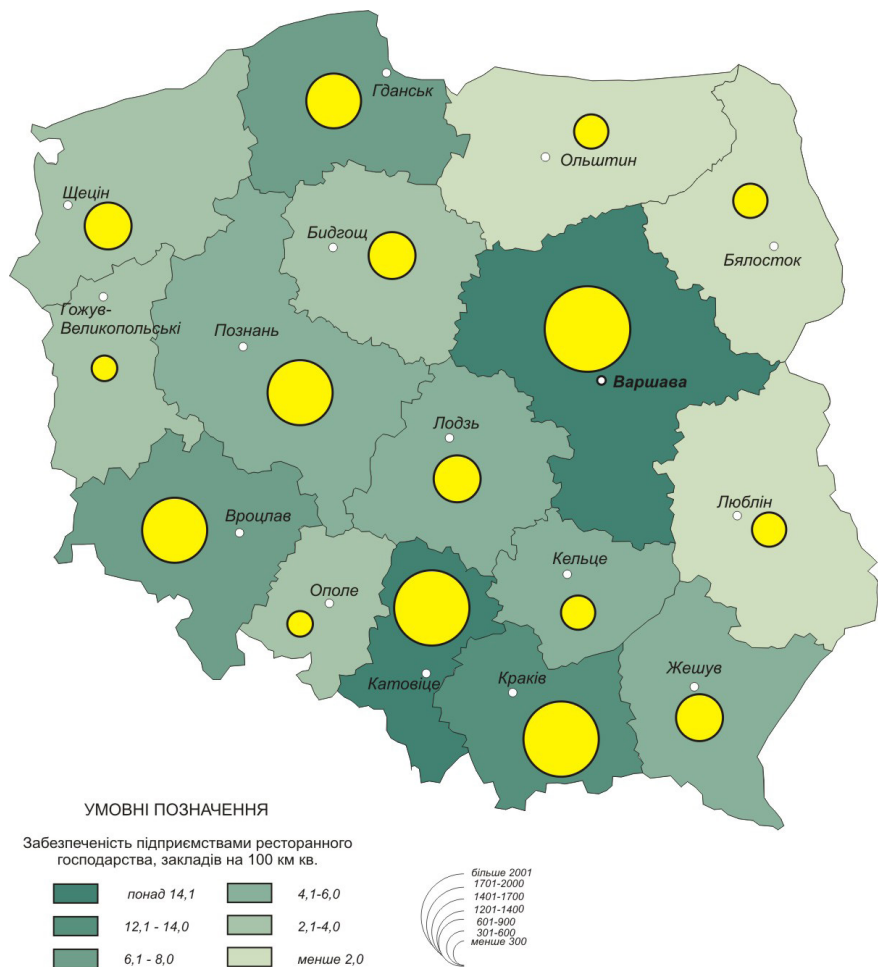 Гданськ
Ольштин
Щецін
Бидгощ
Бялосток
Гожув-
Великопольські
Познань
Варшава
Лодзь
Люблін
Вроцлав
Кельце
Ополе
Жешув
Катовіце
Краків
УМОВНІ ПОЗНАЧЕННЯ
Забезпеченість підприємствами ресторанного
господарства, закладів на 100 км кв.
понад 14,1
4,1-6,0
12,1 - 14,0
2,1-4,0
6,1 - 8,0
менше 2,0
більше 2001
1701-2000
1401-1700
1201-1400
601-900
301-600
менше 300